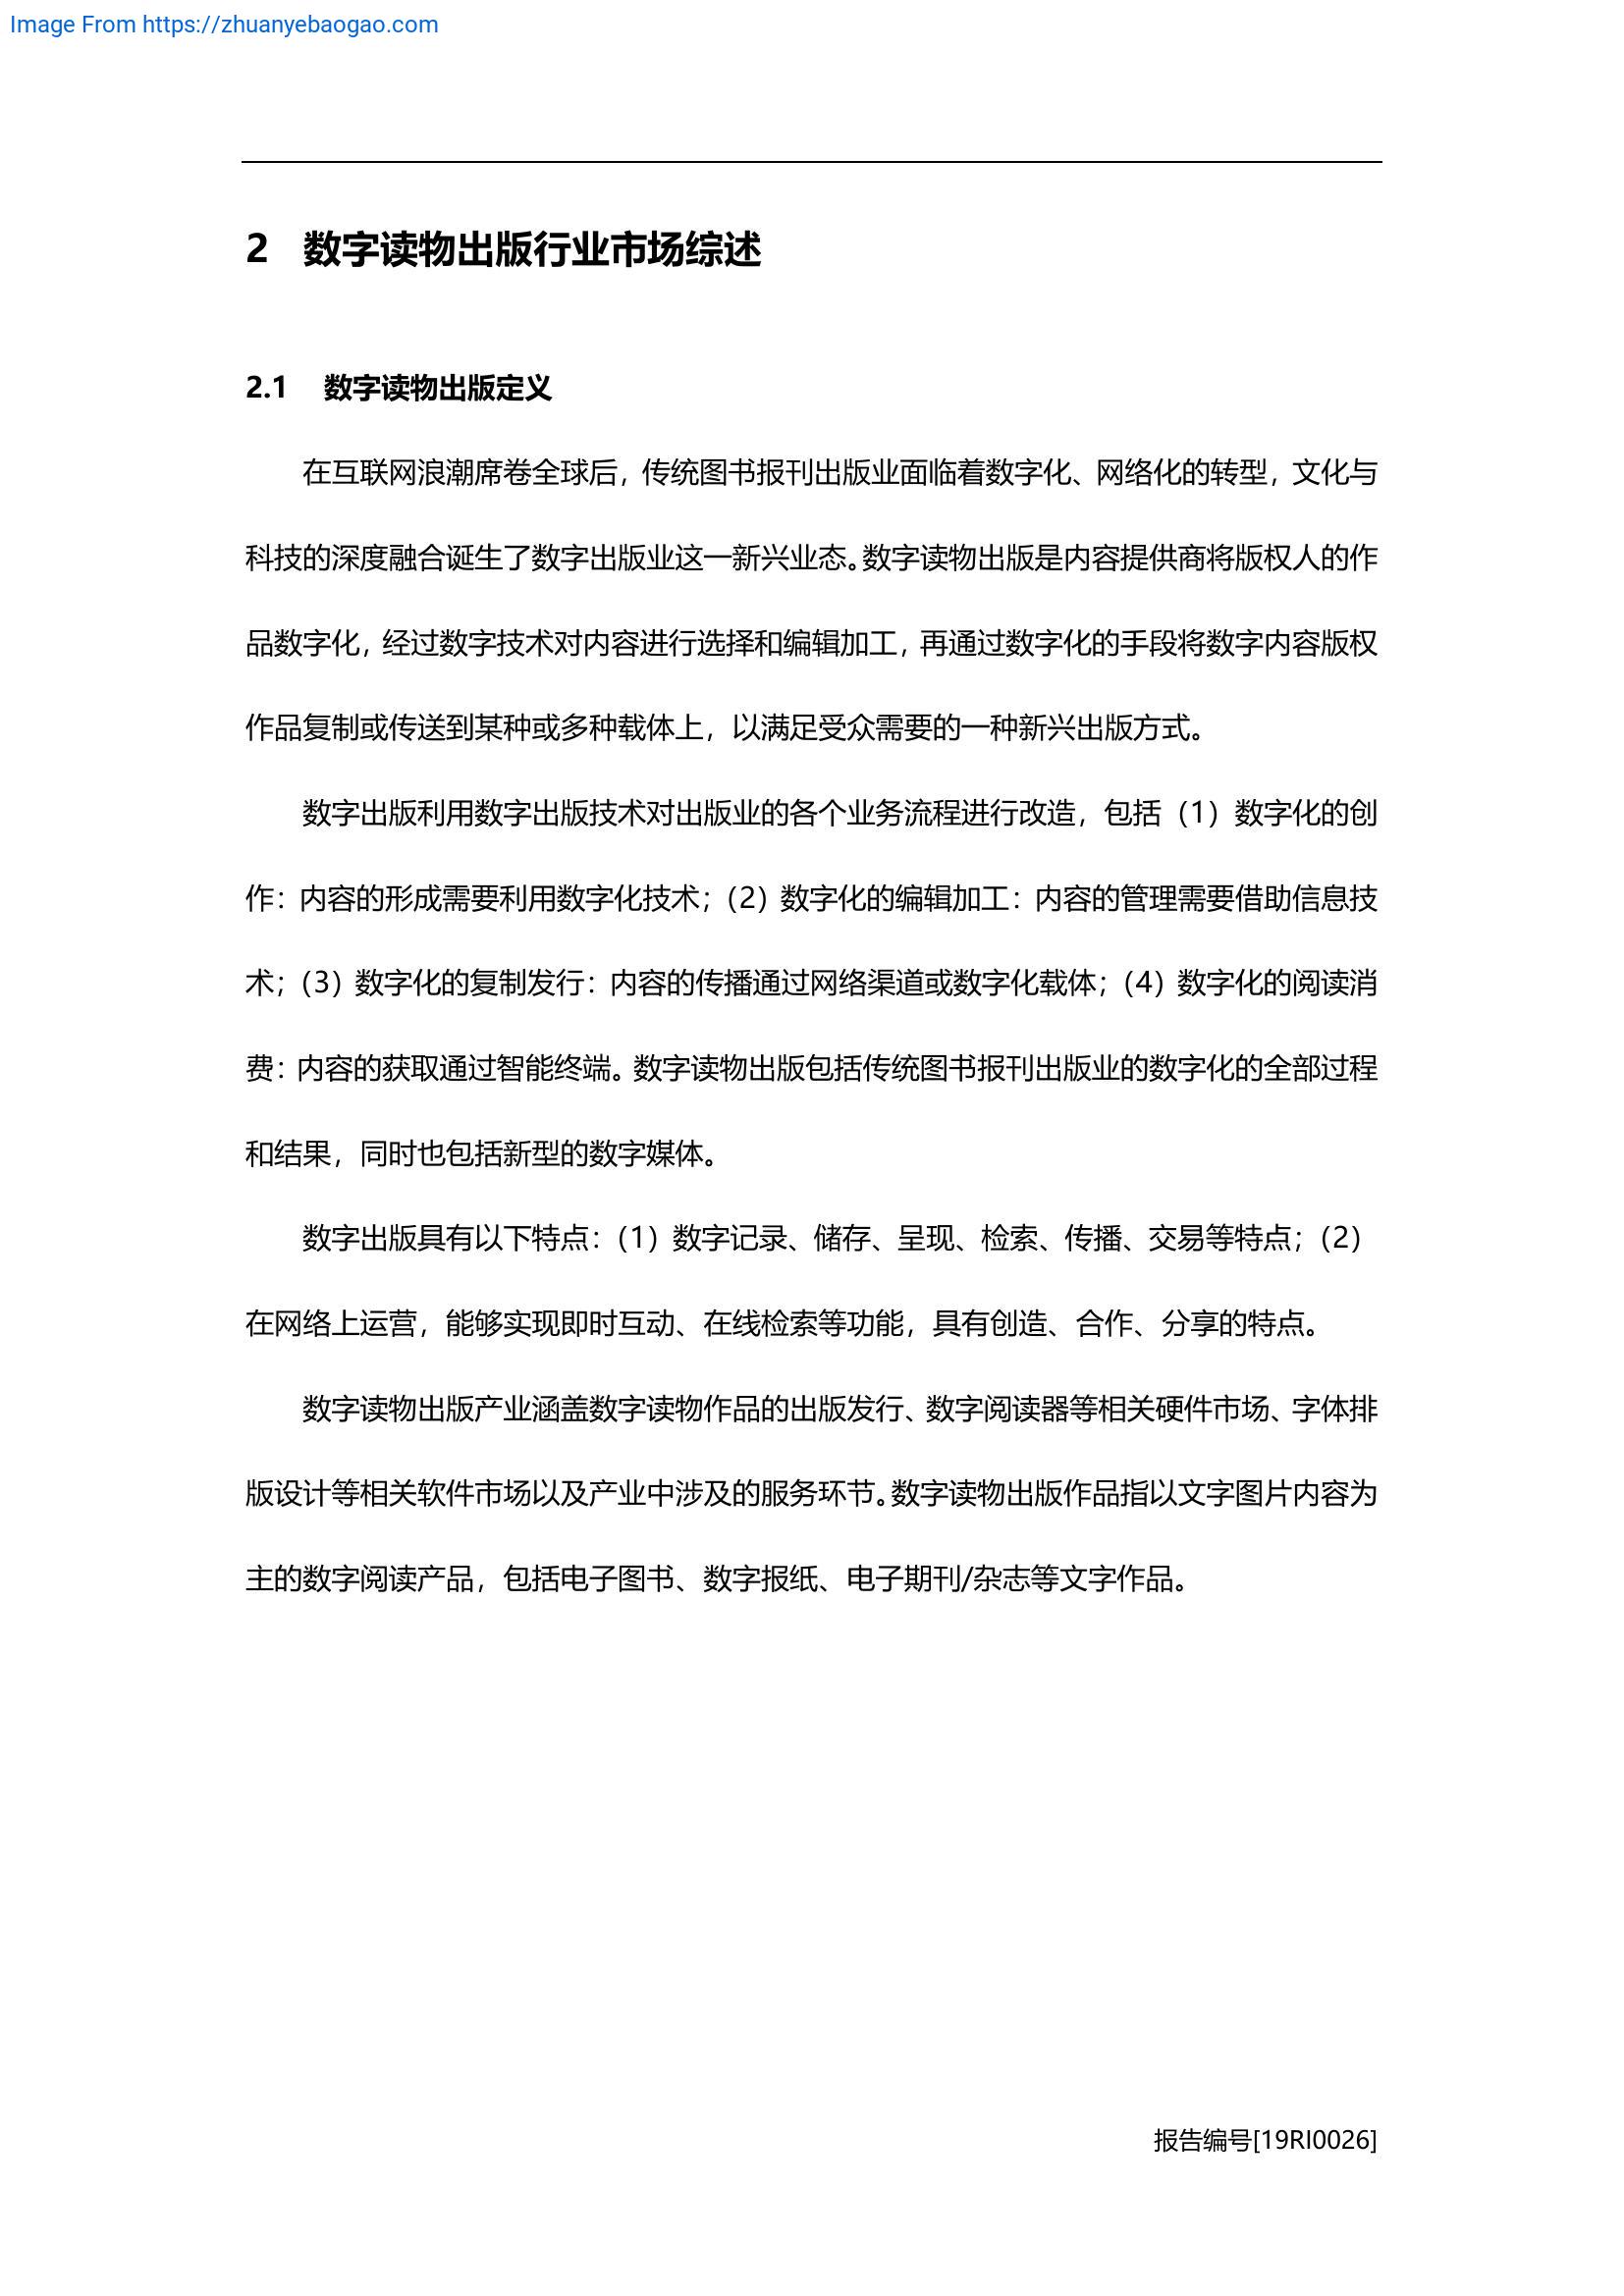 Image From https://zhuanyebaogao.com
2 数字读物出版行业市场综述
2.1 数字读物出版定义
在互联网浪潮席卷全球后，传统图书报刊出版业面临着数字化、网络化的转型，文化与
科技的深度融合诞生了数字出版业这一新兴业态。数字读物出版是内容提供商将版权人的作
品数字化，经过数字技术对内容进行选择和编辑加工，再通过数字化的手段将数字内容版权
作品复制或传送到某种或多种载体上，以满足受众需要的一种新兴出版方式。
数字出版利用数字出版技术对出版业的各个业务流程进行改造，包括（1）数字化的创
作：内容的形成需要利用数字化技术；（2）数字化的编辑加工：内容的管理需要借助信息技
术；（3）数字化的复制发行：内容的传播通过网络渠道或数字化载体；（4）数字化的阅读消
费：内容的获取通过智能终端。数字读物出版包括传统图书报刊出版业的数字化的全部过程
和结果，同时也包括新型的数字媒体。
数字出版具有以下特点：（1）数字记录、储存、呈现、检索、传播、交易等特点；（2）
在网络上运营，能够实现即时互动、在线检索等功能，具有创造、合作、分享的特点。
数字读物出版产业涵盖数字读物作品的出版发行、数字阅读器等相关硬件市场、字体排
版设计等相关软件市场以及产业中涉及的服务环节。数字读物出版作品指以文字图片内容为
主的数字阅读产品，包括电子图书、数字报纸、电子期刊/杂志等文字作品。
报告编号[19RI0026]